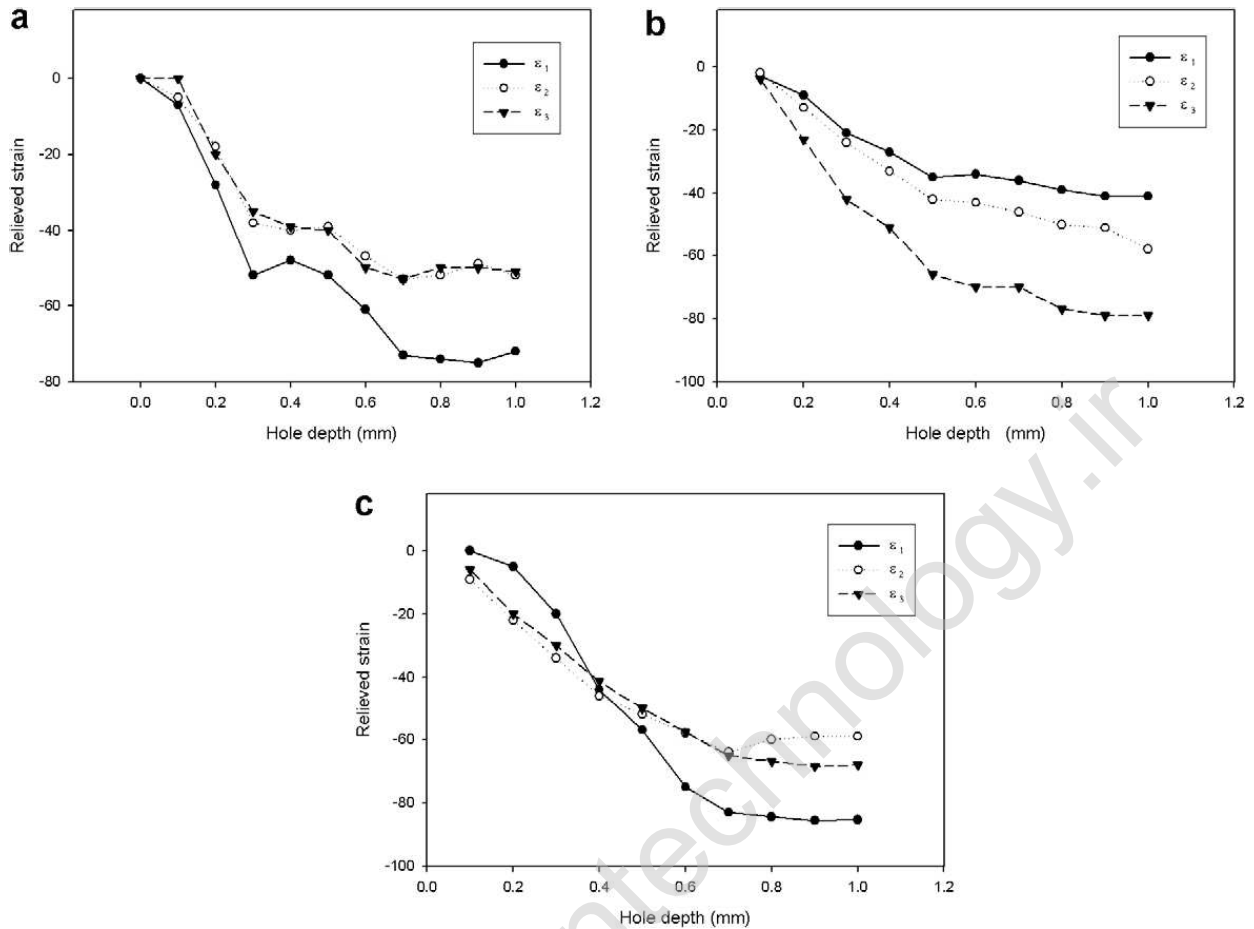 a
ε1
ε2
ε3
0
-20
-40
-60
-80
Relieved strain
0.0 0.2 0.4 0.6 0.8 1.0 1.2
Hole depth (mm)
b
ε1
ε2
ε3
0
-20
-40
-60
-80
-100
Relieved strain
0.0 0.2 0.4 0.6 0.8 1.0 1.2
Hole depth (mm)
c
ε1
ε2
ε3
0
-20
-40
-60
-80
-100
Relieved strain
0.0 0.2 0.4 0.6 0.8 1.0 1.2
Hole depth (mm)
ntechnology.ir